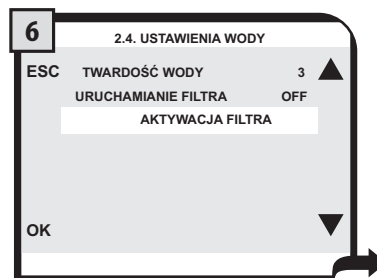 6
2.4. USTAWIENIA WODY
ESC TWARDOŚĆ WODY 3
URUCHAMIANIE FILTRA OFF
AKTYWACJA FILTRA
OK